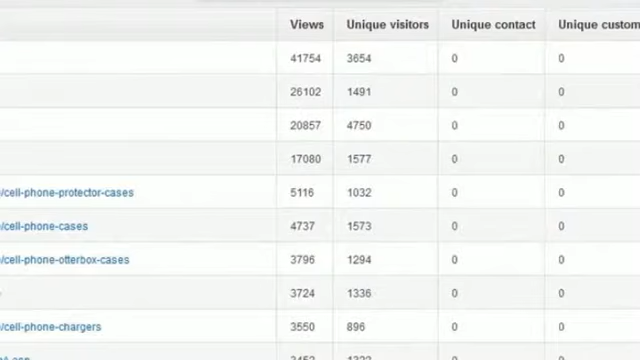 Views Unique visitors Unique contact Unique custom
41754 3654 0 0
26102 1491 0 0
20857 4750 0 0
17080 1577 0 0
/cell-phone-protector-cases 5116 1032 0 0
/cell-phone-cases 4737 1573 0 0
/cell-phone-otterbox-cases 3796 1294 0 0
3724 1336 0 0
/cell-phone-chargers 3550 896 0 0